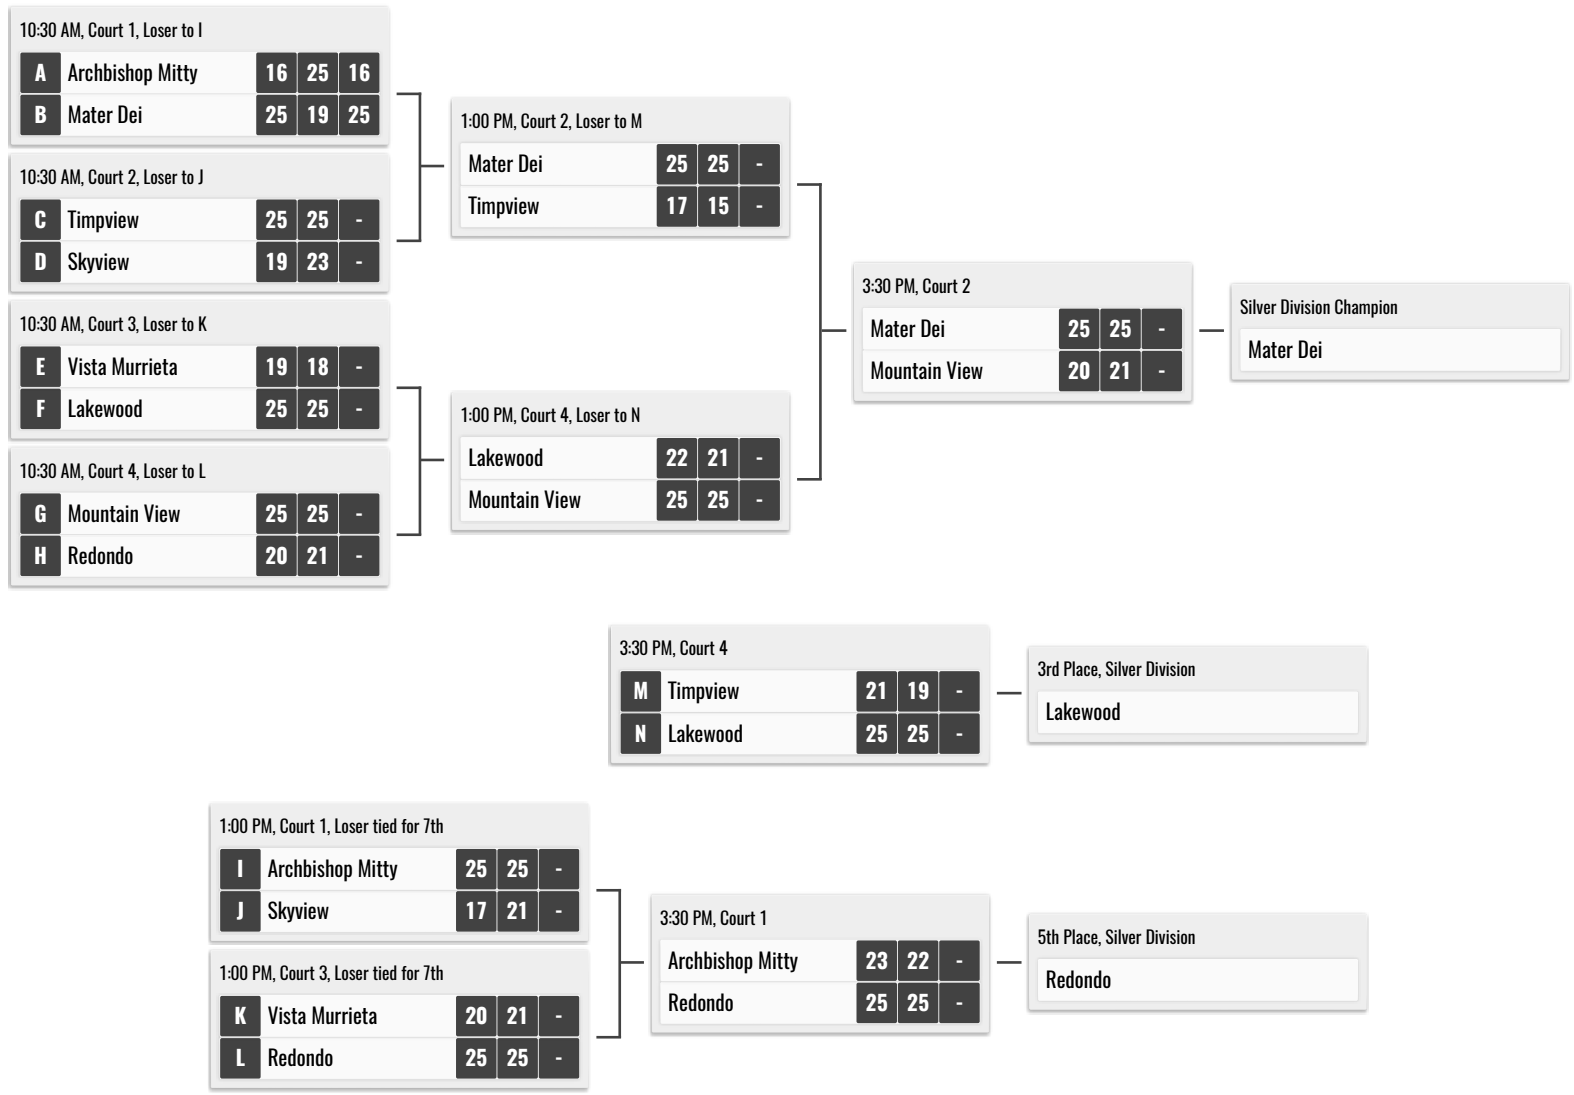 10:30 AM, Court 1, Loser to I
A Archbishop Mitty 16 25 16
B Mater Dei 25 19 25
10:30 AM, Court 2, Loser to J
C Timpview 25 25 -
D Skyview 19 23 -
10:30 AM, Court 3, Loser to K
E Vista Murrieta 19 18 -
F Lakewood 25 25 -
10:30 AM, Court 4, Loser to L
G Mountain View 25 25 -
H Redondo 20 21 -
1:00 PM, Court 2, Loser to M
Mater Dei 25 25 -
Timpview 17 15 -
1:00 PM, Court 4, Loser to N
Lakewood 22 21 -
Mountain View 25 25 -
3:30 PM, Court 2
Mater Dei 25 25 -
Mountain View 20 21 -
Silver Division Champion
Mater Dei
3:30 PM, Court 4
M Timpview 21 19 -
N Lakewood 25 25 -
3rd Place, Silver Division
Lakewood
1:00 PM, Court 1, Loser tied for 7th
I Archbishop Mitty 25 25 -
J Skyview 17 21 -
1:00 PM, Court 3, Loser tied for 7th
K Vista Murrieta 20 21 -
L Redondo 25 25 -
3:30 PM, Court 1
Archbishop Mitty 23 22 -
Redondo 25 25 -
5th Place, Silver Division
Redondo